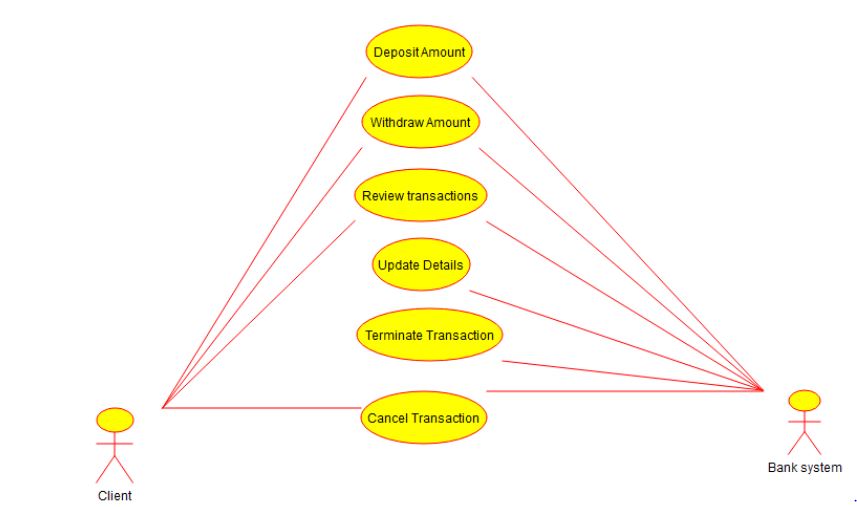 Deposit Amount
Withdraw Amount
Review transactions
Update Details
Terminate Transaction
Cancel Transaction
Bank system
Client